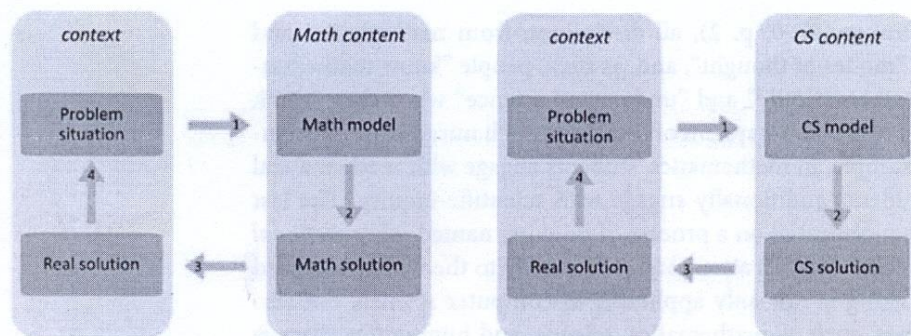 context Math content context CS content
Problem situation 1 Math model Problem situation 1 CS model
4 2 4 2
Real solution 3 Math solution Real solution 3 CS solution